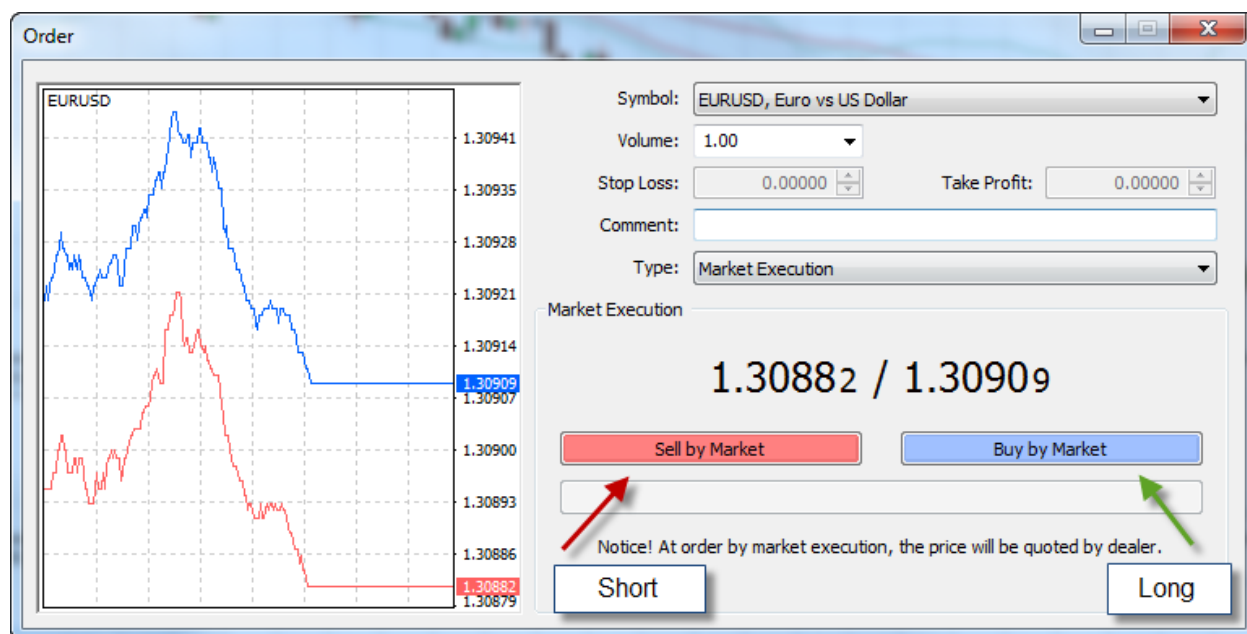 Order
EURUSD
1.30941
1.30935
1.30928
1.30921
1.30914
1.30909
1.30907
1.30900
1.30893
1.30886
1.30882
1.30879
Symbol: EURUSD, Euro vs US Dollar
Volume: 1.00
Stop Loss: 0.00000 Take Profit: 0.00000
Comment:
Type: Market Execution
Market Execution
1.30882 / 1.30909
Sell by Market Buy by Market
Notice! At order by market execution, the price will be quoted by dealer.
Short Long